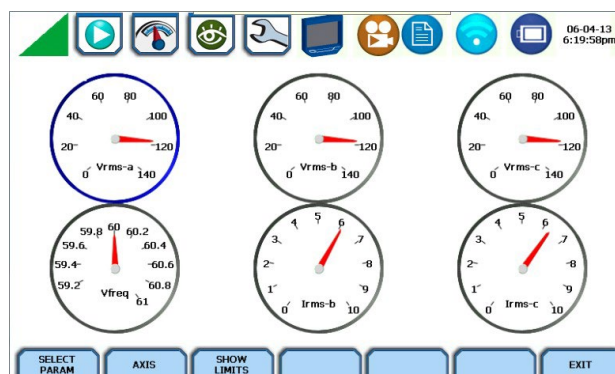 06-04-13
6:19:58pm
60 80
40 100
20 120
0 Vrms-a 140
60 80
40 100
20 120
0 Vrms-b 140
60 80
40 100
20 120
0 Vrms-c 140
59.8 60 60.2
59.6 60.4
59.4 60.6
59.2 60.8
Vfreq 61
5 6
4 7
3 8
2 9
1
0 Irms-b 10
5 6
4 7
3 8
2 9
1
0 Irms-c 10
SELECT
PARAM
AXIS
SHOW
LIMITS
EXIT